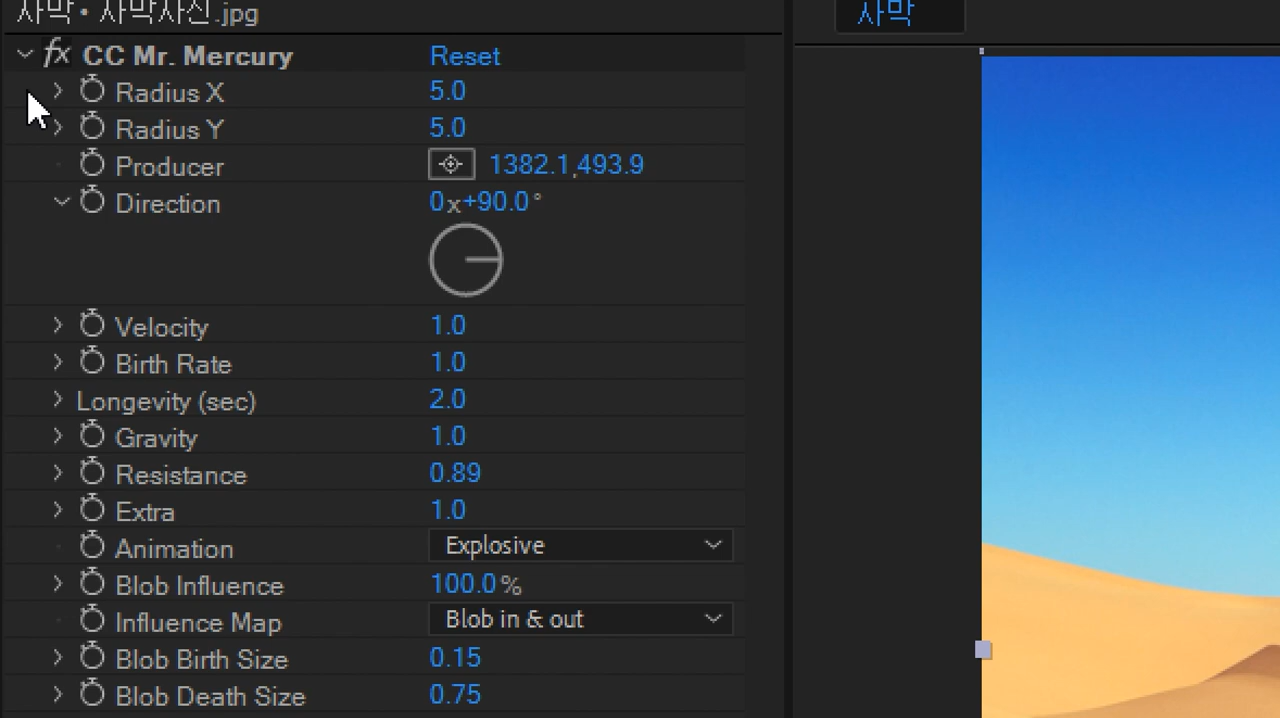 사막 • 사막사진.jpg
사막
fx CC Mr. Mercury Reset
Radius X 5.0
Radius Y 5.0
Producer 1382.1,493.9
Direction 0x+90.0°
Velocity 1.0
Birth Rate 1.0
Longevity (sec) 2.0
Gravity 1.0
Resistance 0.89
Extra 1.0
Animation Explosive
Blob Influence 100.0%
Influence Map Blob in & out
Blob Birth Size 0.15
Blob Death Size 0.75